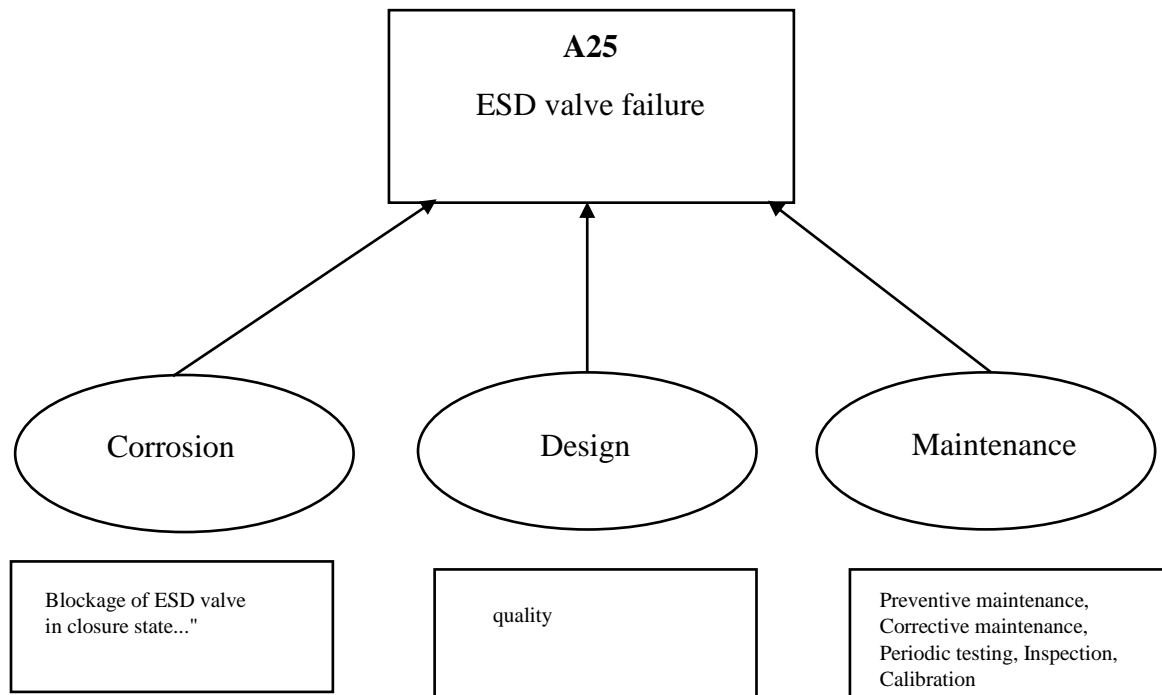 A25
ESD valve failure
Corrosion
Design
Maintenance
Blockage of ESD valve
in closure state..."
quality
Preventive maintenance,
Corrective maintenance,
Periodic testing, Inspection,
Calibration